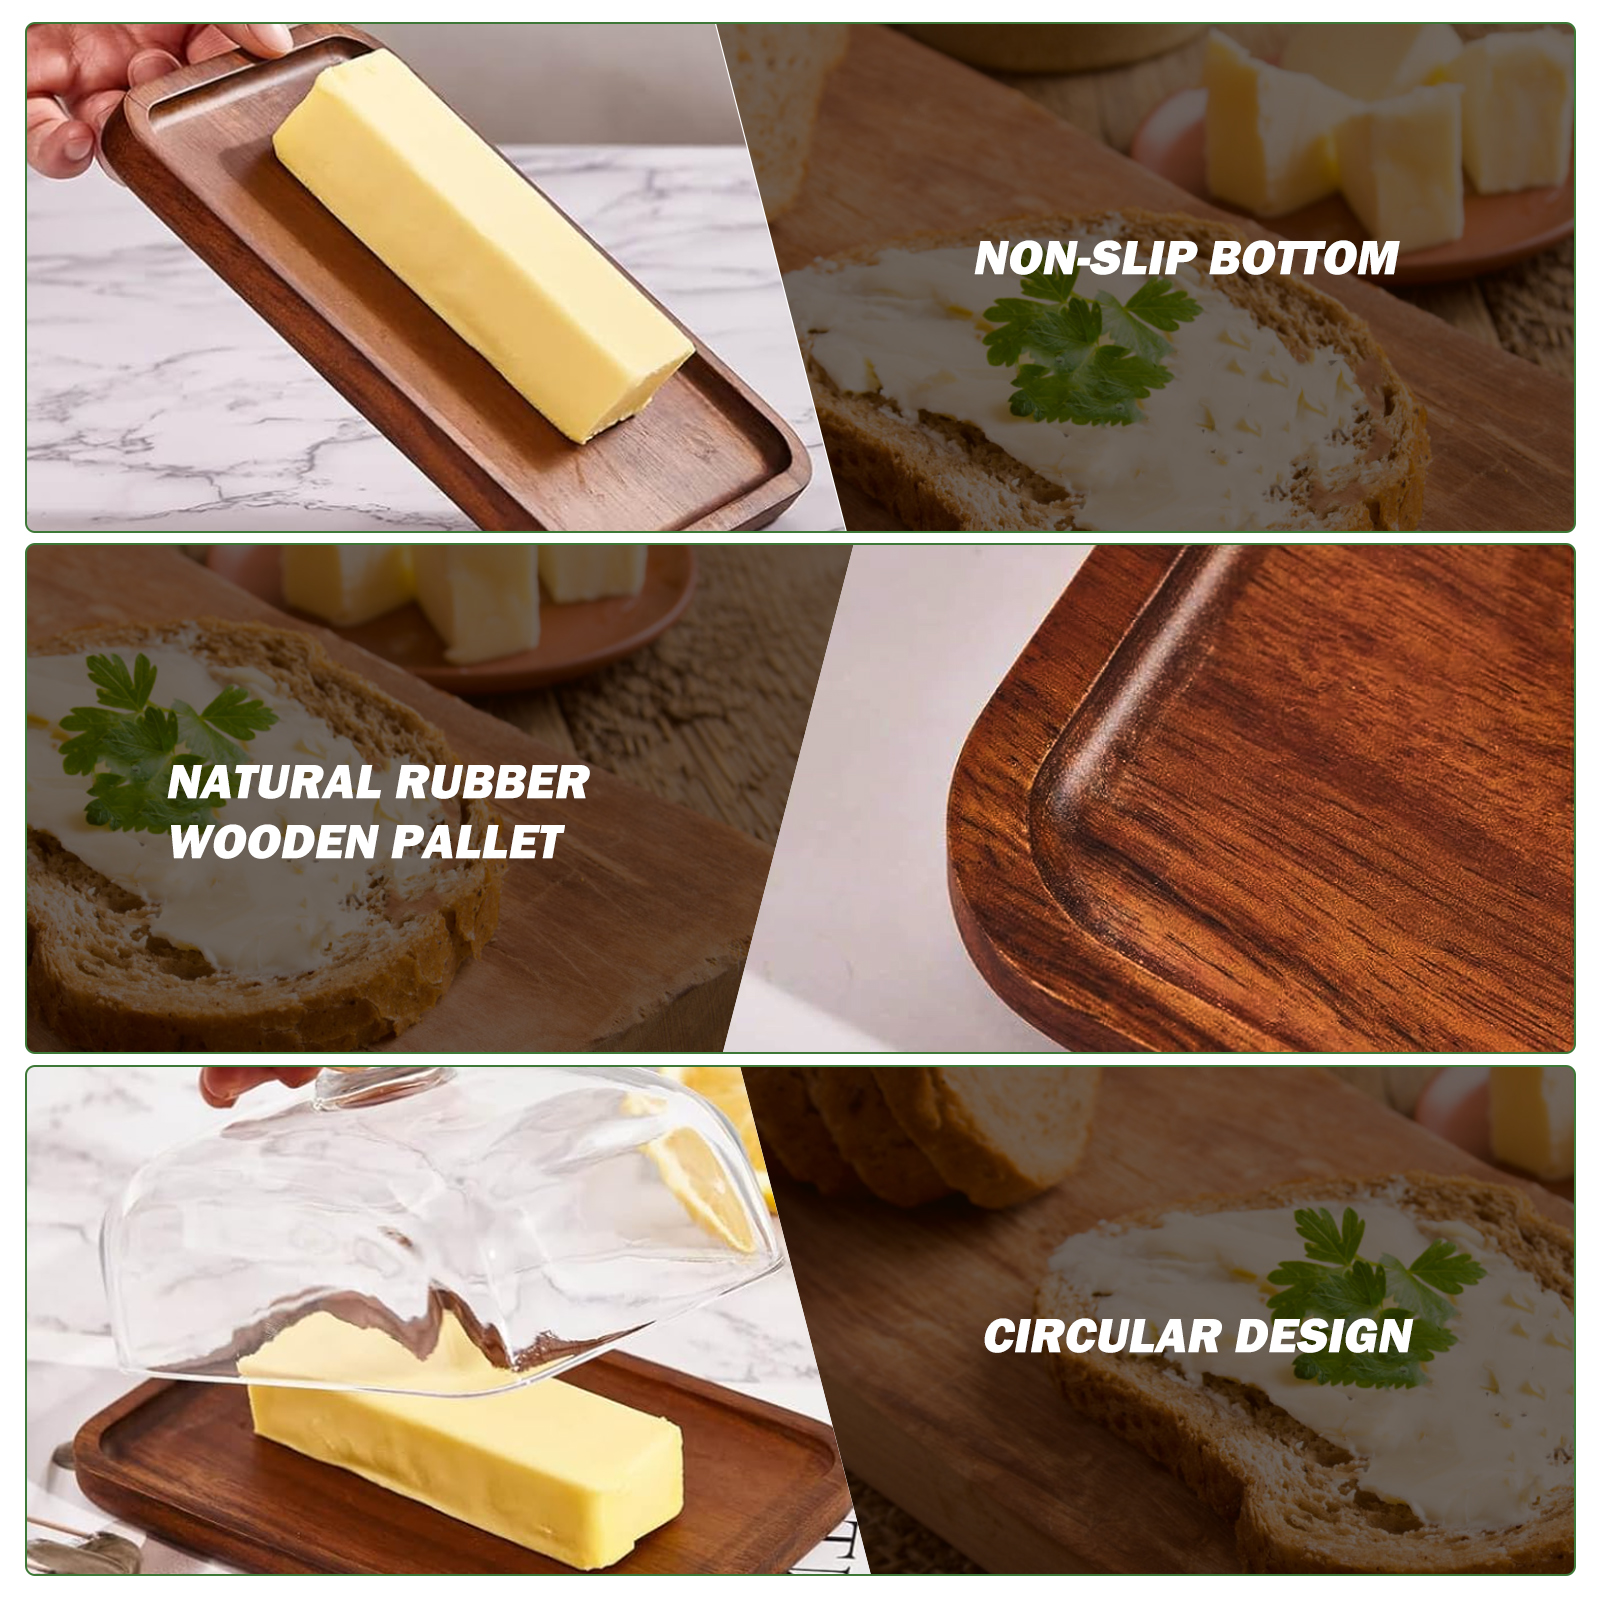 NON-SLIP BOTTOM
NATURAL RUBBER
WOODEN PALLET
CIRCULAR DESIGN